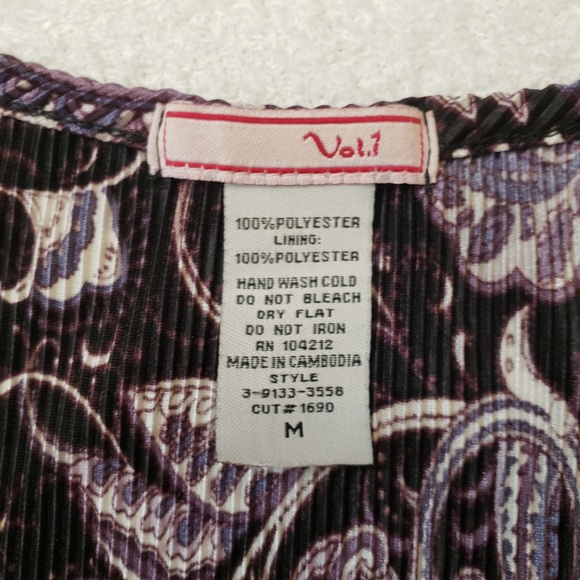 Vol.1
100%POLYESTER
LINING:
100%POLYESTER
HAND WASH COLD
DO NOT BLEACH
DRY FLAT
DO NOT IRON
RN 104212
MADE IN CAMBODIA
STYLE
3-9133-3558
CUT# 1690
M